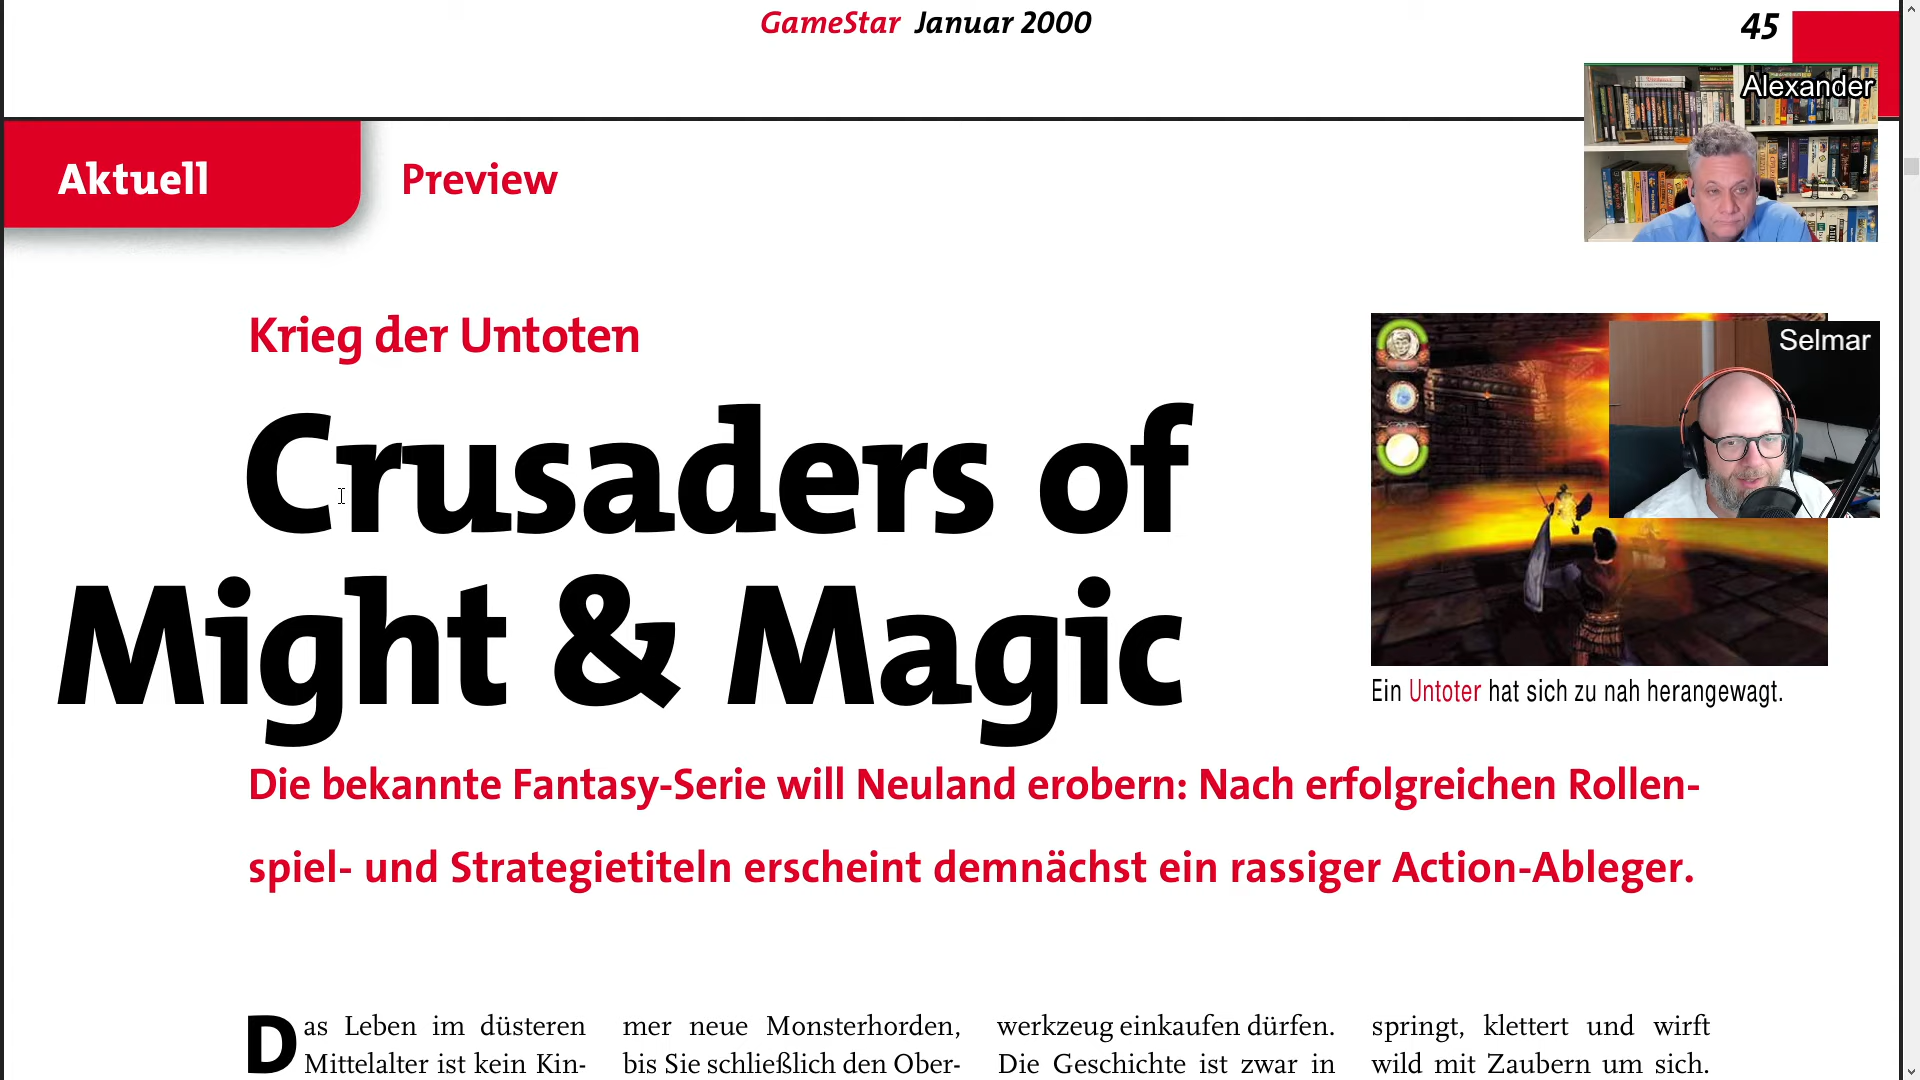 GameStar Januar 2000
45
Alexander
Aktuell
Preview
Krieg der Untoten
Selmar
Crusaders of
Might & Magic
Ein Untoter hat sich zu nah herangewagt.
Die bekannte Fantasy-Serie will Neuland erobern: Nach erfolgreichen Rollen-
spiel- und Strategietiteln erscheint demnächst ein rassiger Action-Ableger.
Das Leben im düsteren
Mittelalter ist kein Kin-
mer neue Monsterhorden,
bis Sie schließlich den Ober-
werkzeug einkaufen dürfen.
Die Geschichte ist zwar in
springt, klettert und wirft
wild mit Zaubern um sich.